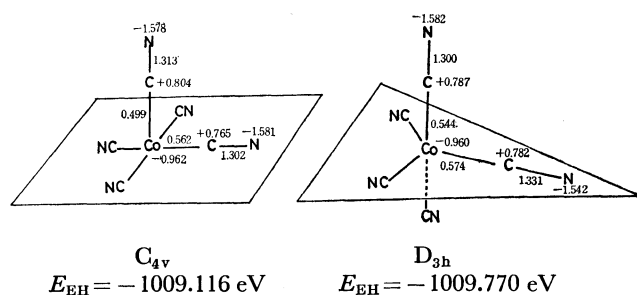 -1.578
N
1.313
C +0.804
0.499
CN
NC
0.562
+0.765
-1.581
Co
C
N
-0.962
1.302
NC
-1.582
N
1.300
C +0.787
NC
0.544
-0.960
Co
0.574
+0.782
C
1.331
N
-1.542
NC
CN
C4v
EEH = −1009.116 eV
D3h
EEH = −1009.770 eV